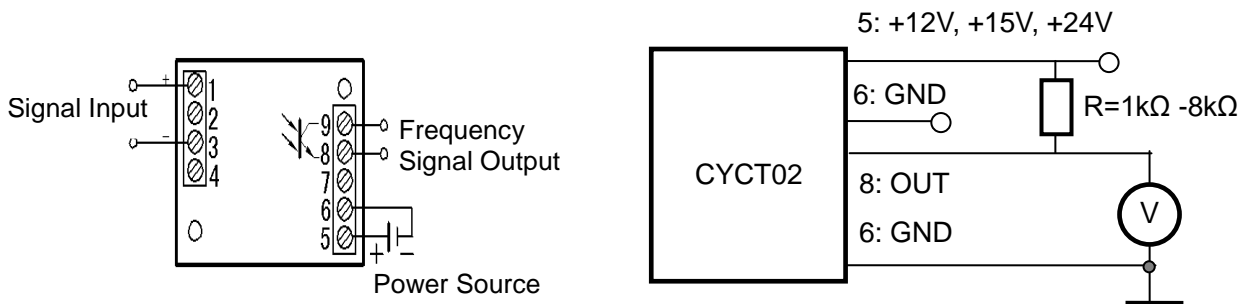 Signal Input
+
−
1
2
3
4
9
8
7
6
5
Frequency
Signal Output
+ −
Power Source
5: +12V, +15V, +24V
6: GND
R=1kΩ -8kΩ
CYCT02
8: OUT
V
6: GND